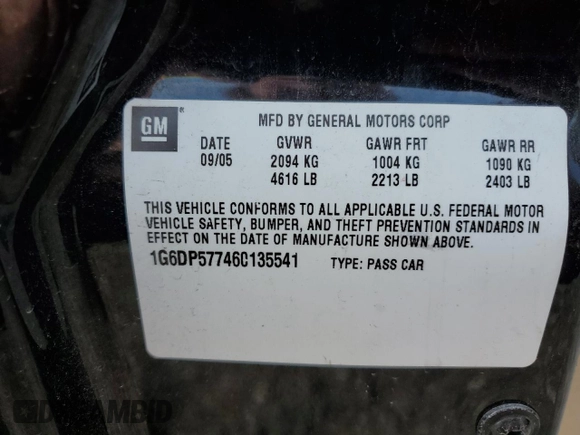 GM ®
MFD BY GENERAL MOTORS CORP
DATE GVWR GAWR FRT GAWR RR
09/05 2094 KG 1004 KG 1090 KG
4616 LB 2213 LB 2403 LB
THIS VEHICLE CONFORMS TO ALL APPLICABLE U.S. FEDERAL MOTOR
VEHICLE SAFETY, BUMPER, AND THEFT PREVENTION STANDARDS IN
EFFECT ON THE DATE OF MANUFACTURE SHOWN ABOVE.
1G6DP577460135541 TYPE: PASS CAR
DREAMBID